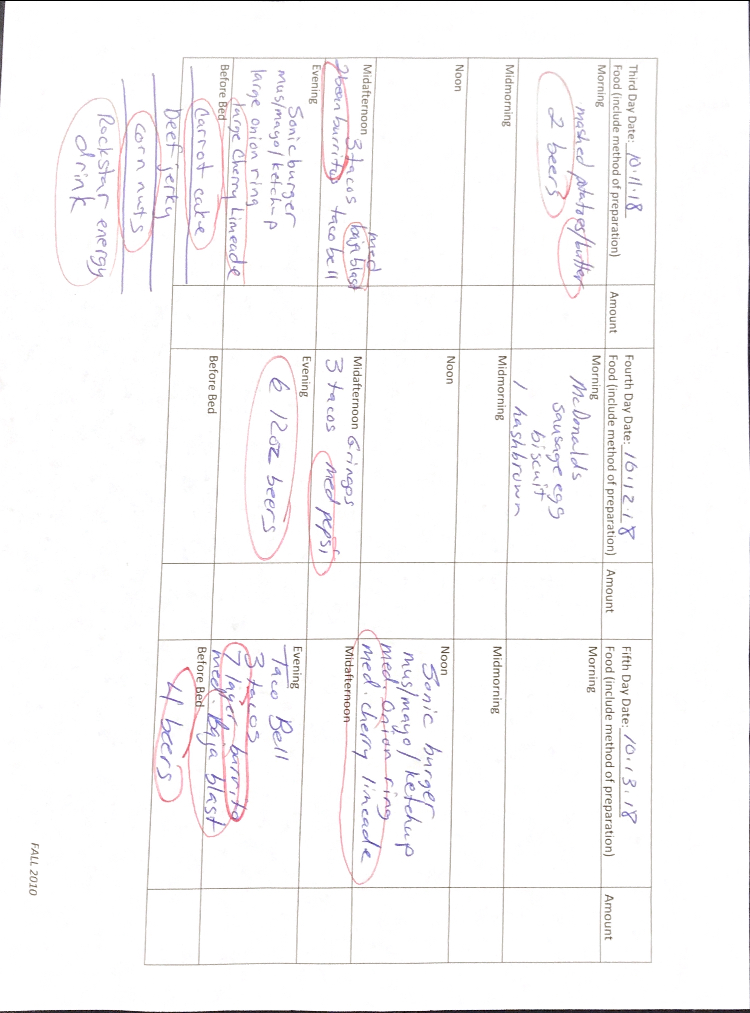 Third Day Date: 10.11.18
Food (include method of preparation)
Amount
Morning
mashed potatoes/butter
2 beers
Midmorning
Noon
Midafternoon
3 tacos
med
baja blast
2 bean burritos
taco bell
Evening
Sonic burger
mus/mayo/ketchup
large onion ring
large Cherry Limeade
Before Bed
Carrot cake
Beef jerky
corn nuts
Rockstar energy
drink
Fourth Day Date: 10.12.18
Food (include method of preparation)
Amount
Morning
McDonalds
sausage egg
biscuit
1 hashbrown
Midmorning
Noon
Midafternoon
Gringos
3 tacos
med pepsi
Evening
6 12oz beers
Before Bed
Fifth Day Date: 10.13.18
Food (include method of preparation)
Amount
Morning
Midmorning
Noon
Sonic burger
mus/mayo/ketchup
med. onion ring
med. cherry limeade
Midafternoon
Evening
Taco Bell
3 tacos
7 layer burrito
med. Baja blast
Before Bed
4 beers
FALL 2010